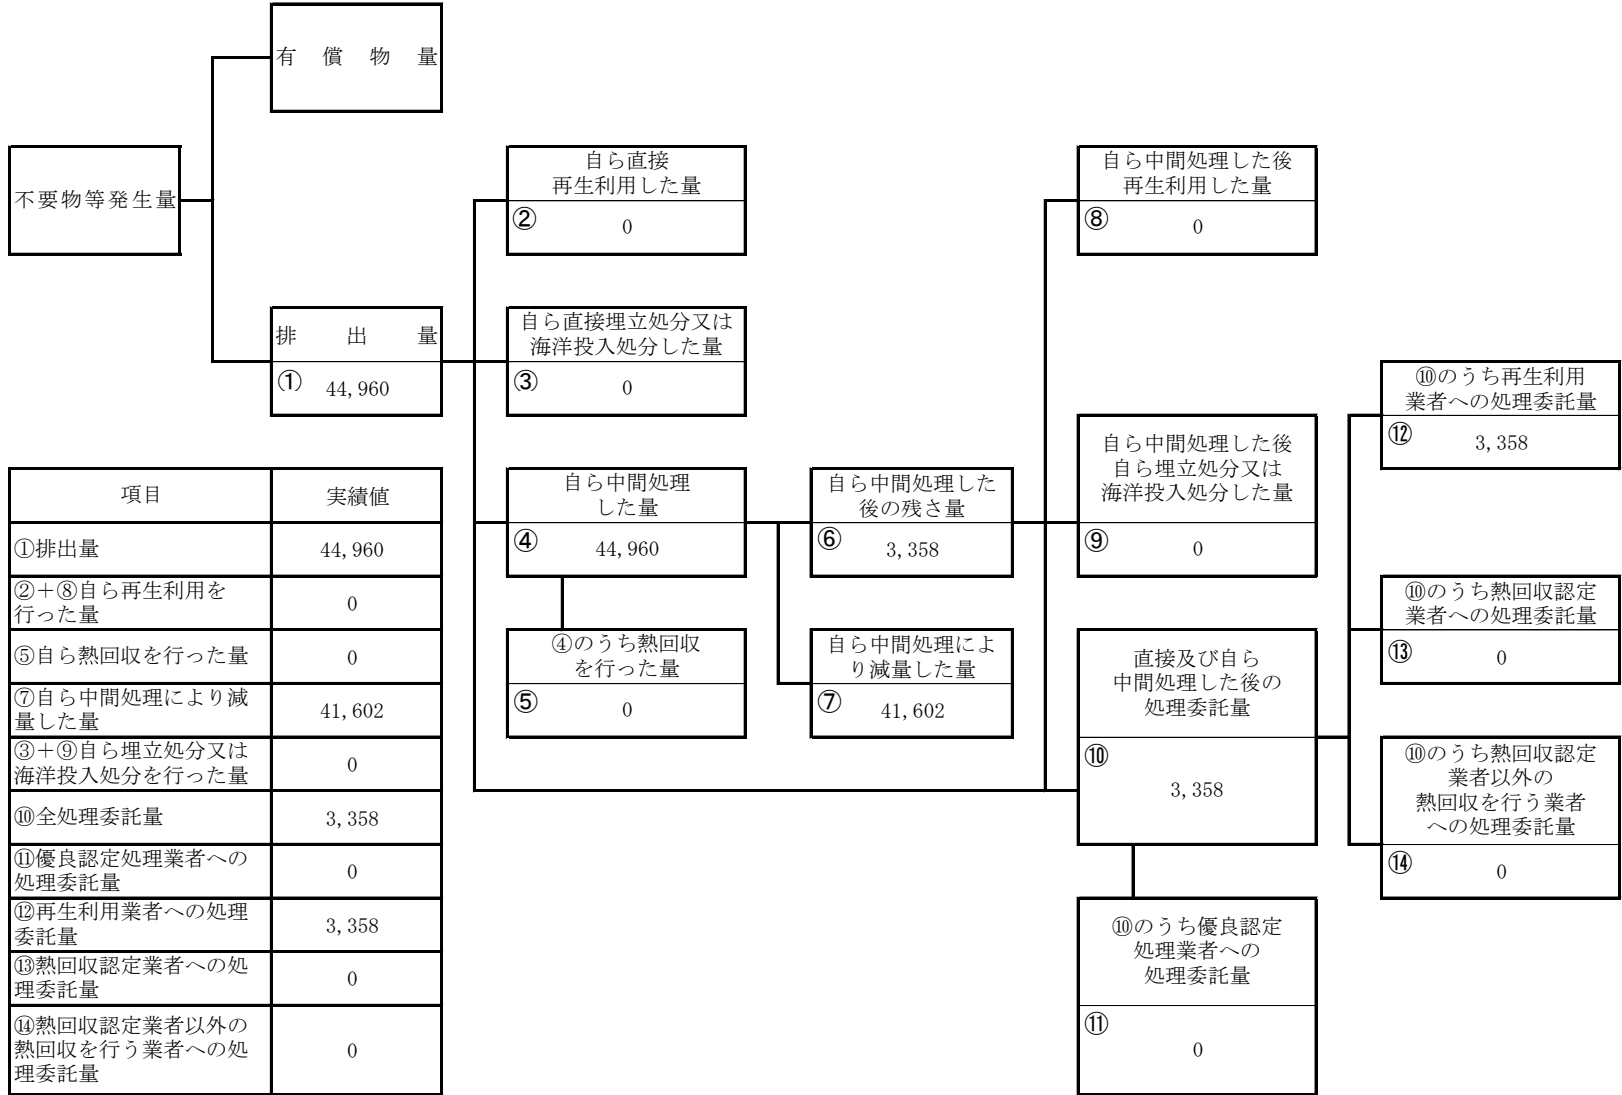 有償物量
不要物等発生量
排出量
① 44,960
自ら直接
再生利用した量
② 0
自ら直接埋立処分又は
海洋投入処分した量
③ 0
自ら中間処理
した量
④ 44,960
④のうち熱回収
を行った量
⑤ 0
自ら中間処理した
後の残さ量
⑥ 3,358
自ら中間処理によ
り減量した量
⑦ 41,602
自ら中間処理した後
再生利用した量
⑧ 0
自ら中間処理した後
自ら埋立処分又は
海洋投入処分した量
⑨ 0
直接及び自ら
中間処理した後の
処理委託量
⑩
3,358
⑩のうち優良認定
処理業者への
処理委託量
⑪
0
⑩のうち再生利用
業者への処理委託量
⑫ 3,358
⑩のうち熱回収認定
業者への処理委託量
⑬ 0
⑩のうち熱回収認定
業者以外の
熱回収を行う業者
への処理委託量
⑭ 0
項目 実績値
①排出量 44,960
②＋⑧自ら再生利用を
行った量 0
⑤自ら熱回収を行った量 0
⑦自ら中間処理により減
量した量 41,602
③＋⑨自ら埋立処分又は
海洋投入処分を行った量 0
⑩全処理委託量 3,358
⑪優良認定処理業者への
処理委託量 0
⑫再生利用業者への処理
委託量 3,358
⑬熱回収認定業者への処
理委託量 0
⑭熱回収認定業者以外の
熱回収を行う業者への処
理委託量 0